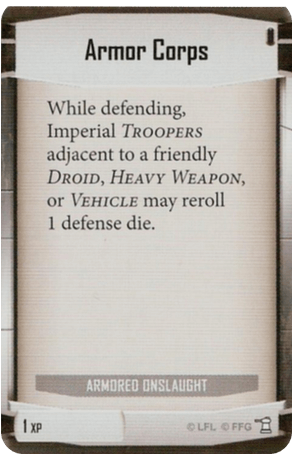 Armor Corps
While defending,
Imperial TROOPERS
adjacent to a friendly
DROID, HEAVY WEAPON,
or VEHICLE may reroll
1 defense die.
ARMORED ONSLAUGHT
1 XP
© LFL © FFG